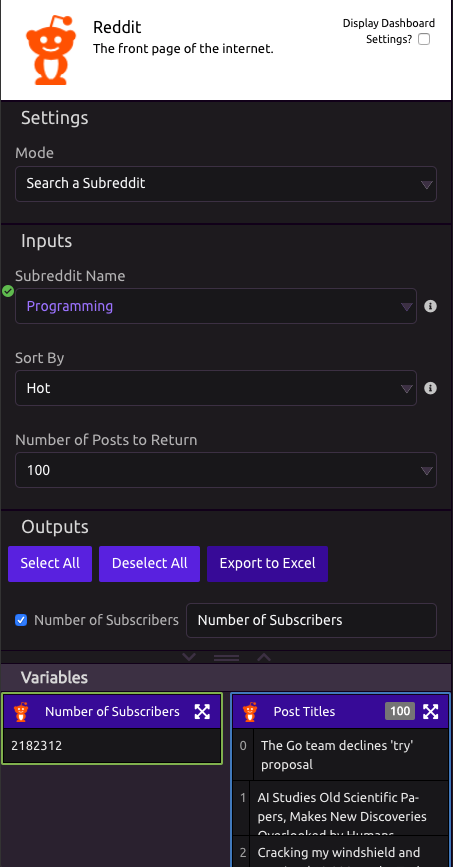 Reddit
The front page of the internet.
Display Dashboard
Settings?
Settings
Mode
Search a Subreddit
Inputs
Subreddit Name
Programming
Sort By
Hot
Number of Posts to Return
100
Outputs
Select All
Deselect All
Export to Excel
Number of Subscribers
Number of Subscribers
Variables
Number of Subscribers
2182312
Post Titles
100
0
The Go team declines 'try'
proposal
1
AI Studies Old Scientific Pa-
pers, Makes New Discoveries
Overlooked by Humans
2
Cracking my windshield and